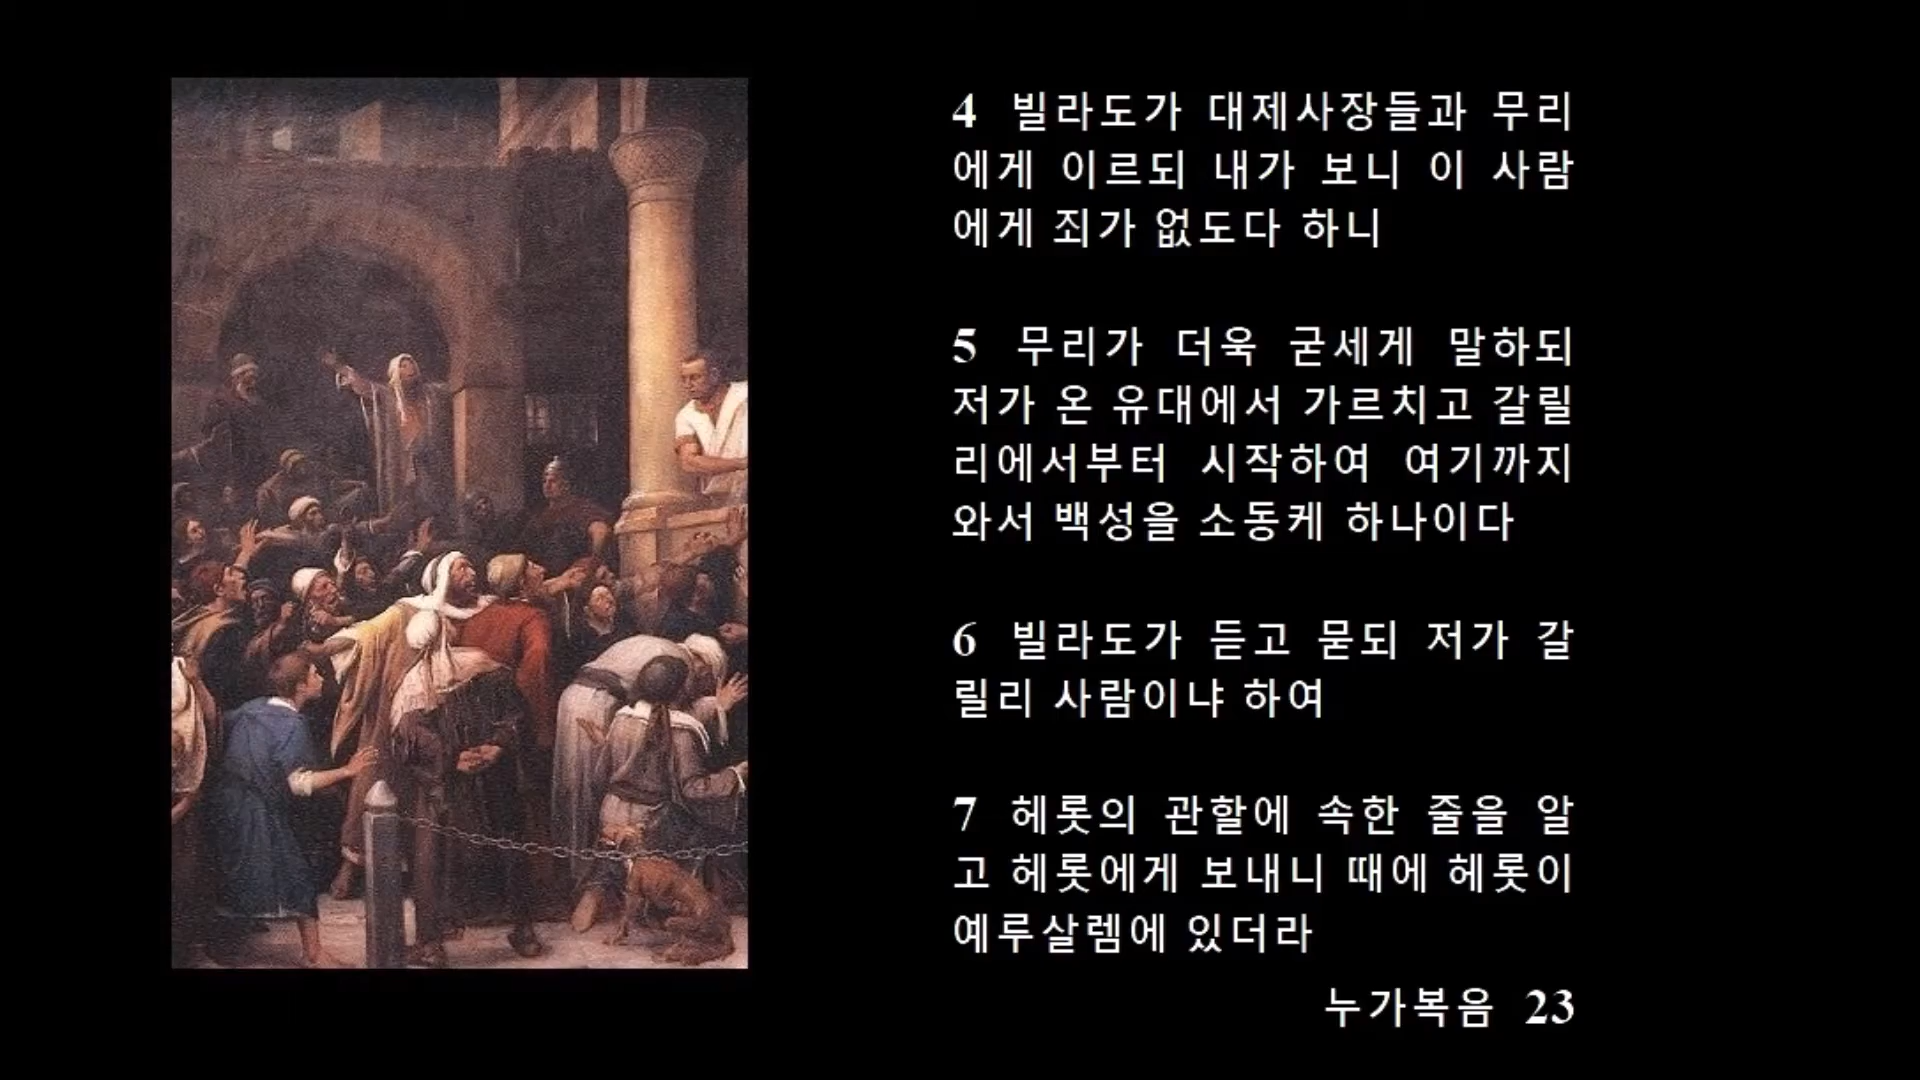 4 빌라도가 대제사장들과 무리
에게 이르되 내가 보니 이 사람
에게 죄가 없도다 하니
5 무리가 더욱 굳세게 말하되
저가 온 유대에서 가르치고 갈릴
리에서부터 시작하여 여기까지
와서 백성을 소동케 하나이다
6 빌라도가 듣고 묻되 저가 갈
릴리 사람이냐 하여
7 헤롯의 관할에 속한 줄을 알
고 헤롯에게 보내니 때에 헤롯이
예루살렘에 있더라
누가복음 23